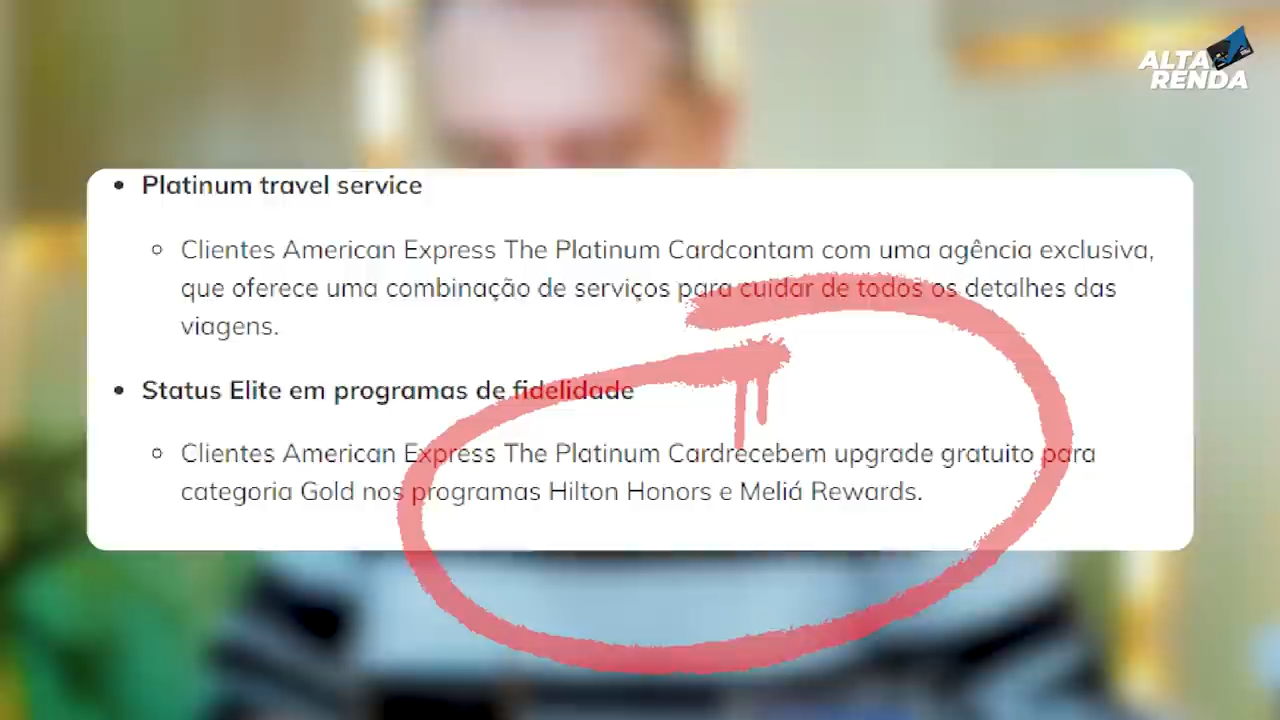 ALTA
RENDA
• Platinum travel service
○ Clientes American Express The Platinum Cardcontam com uma agência exclusiva,
que oferece uma combinação de serviços para cuidar de todos os detalhes das
viagens.
• Status Elite em programas de fidelidade
○ Clientes American Express The Platinum Cardrecebem upgrade gratuito para
categoria Gold nos programas Hilton Honors e Meliá Rewards.